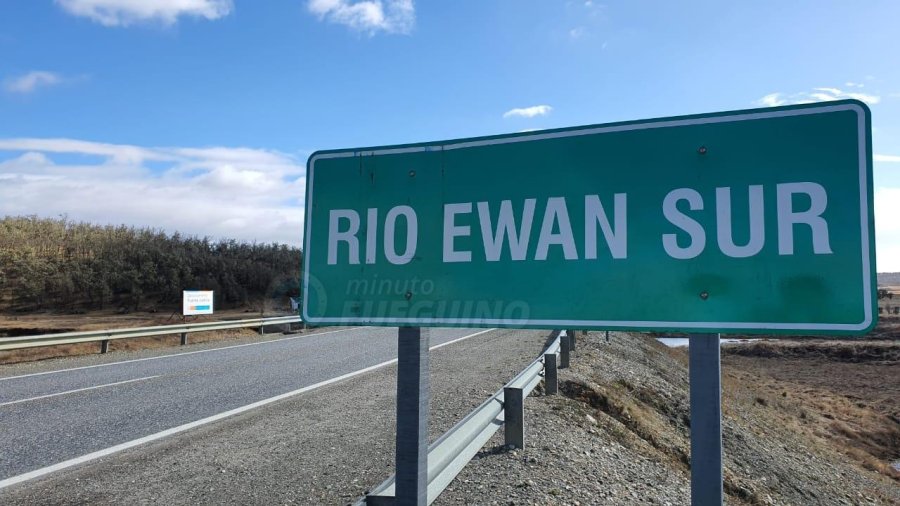 RIO EWAN SUR
minuto
FUEGUINO